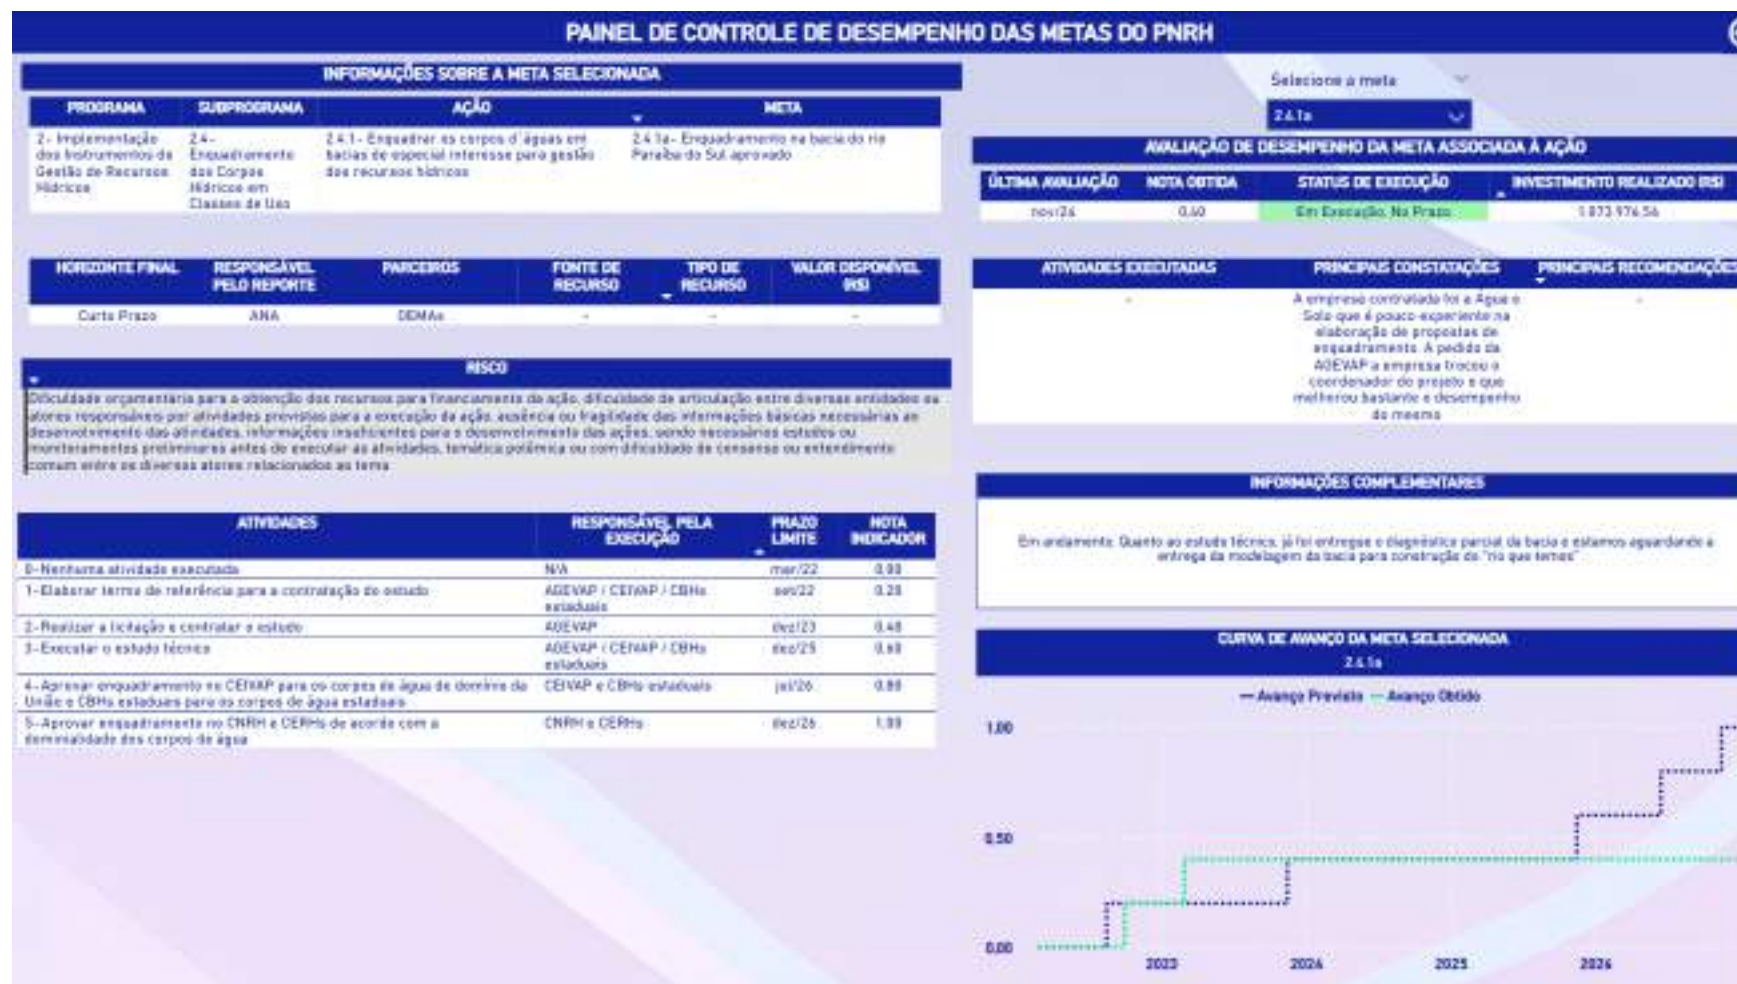 PAINEL DE CONTROLE DE DESEMPENHO DAS METAS DO PNRH
INFORMAÇÕES SOBRE A META SELECIONADA
PROGRAMA SUBPROGRAMA AÇÃO META
2- Implementação dos Instrumentos de Gestão de Recursos Hídricos
2.4- Enquadramento dos Corpos Hídricos em Classes de Uso
2.4.1- Enquadrar os corpos d'águas em bacias de especial interesse para gestão dos recursos hídricos
2.4.1a- Enquadramento na bacia do rio Paraíba do Sul aprovado
HORIZONTE FINAL RESPONSÁVEL PELO REPORTE PARCEIROS FONTE DE RECURSO TIPO DE RECURSO VALOR DISPONÍVEL (R$)
Curto Prazo ANA OEMAs - - -
RISCO
Dificuldade orçamentária para a obtenção dos recursos para financiamento da ação, dificuldade de articulação entre diversas entidades ou
atores responsáveis por atividades previstas para a execução da ação, ausência ou fragilidade das informações básicas necessárias ao
desenvolvimento das atividades, informações insuficientes para o desenvolvimento das ações, sendo necessários estudos ou
monitoramentos preliminares antes de executar as atividades, temática polêmica ou com dificuldade de consenso ou entendimento
comum entre os diversos atores relacionados ao tema
ATIVIDADES RESPONSÁVEL PELA EXECUÇÃO PRAZO LIMITE NOTA INDICADOR
0-Nenhuma atividade executada N/A mar/22 0,00
1-Elaborar termo de referência para a contratação do estudo AGEVAP / CEIVAP / CBHs estaduais set/22 0,20
2-Realizar a licitação e contratar o estudo AGEVAP dez/23 0,40
3-Executar o estudo técnico AGEVAP / CEIVAP / CBHs estaduais dez/25 0,60
4-Aprovar enquadramento no CEIVAP para os corpos de água de domínio da União e CBHs estaduais para os corpos de água estaduais CEIVAP e CBHs estaduais jul/26 0,80
5-Aprovar enquadramento no CNRH e CERHs de acordo com a dominialidade dos corpos de água CNRH e CERHs dez/26 1,00
Selecione a meta
2.4.1a
AVALIAÇÃO DE DESEMPENHO DA META ASSOCIADA À AÇÃO
ÚLTIMA AVALIAÇÃO NOTA OBTIDA STATUS DE EXECUÇÃO INVESTIMENTO REALIZADO (R$)
nov/24 0,40 Em Execução, No Prazo 1.073.974,54
ATIVIDADES EXECUTADAS PRINCIPAIS CONSTATAÇÕES PRINCIPAIS RECOMENDAÇÕES
-
A empresa contratada foi a Água e
Solo que é pouco experiente na
elaboração de propostas de
enquadramento. A pedido da
AGEVAP a empresa trocou o
coordenador do projeto o que
melhorou bastante o desempenho
do mesmo
-
INFORMAÇÕES COMPLEMENTARES
Em andamento. Quanto ao estudo técnico, já foi entregue o diagnóstico parcial da bacia e estamos aguardando a
entrega da modelagem da bacia para construção do "rio que temos"
CURVA DE AVANÇO DA META SELECIONADA
2.4.1a
Avanço Previsto Avanço Obtido
1,00
0,50
0,00
2023 2024 2025 2026